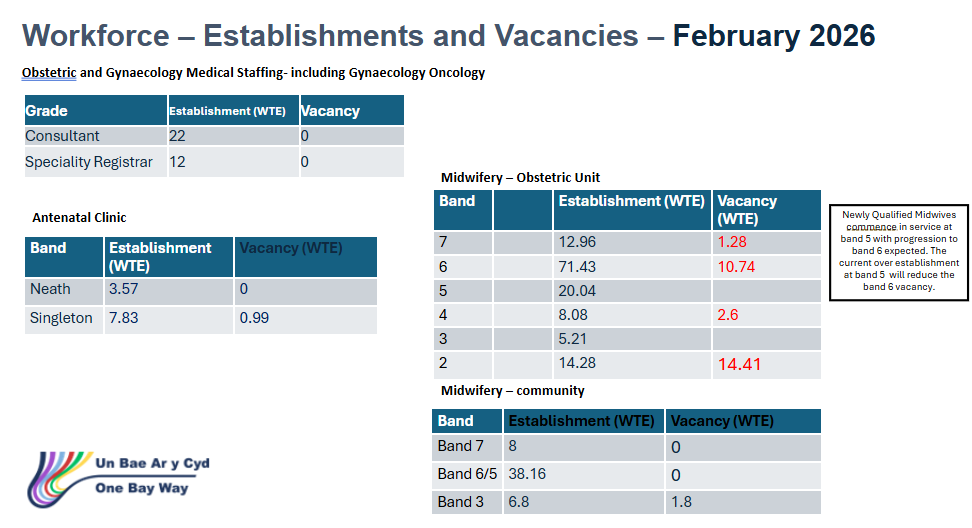 Workforce – Establishments and Vacancies – February 2026
Obstetric and Gynaecology Medical Staffing- including Gynaecology Oncology
Grade Establishment (WTE) Vacancy
Consultant 22 0
Speciality Registrar 12 0
Antenatal Clinic
Band Establishment (WTE) Vacancy (WTE)
Neath 3.57 0
Singleton 7.83 0.99
Midwifery – Obstetric Unit
Band Establishment (WTE) Vacancy (WTE)
7 12.96 1.28
6 71.43 10.74
5 20.04
4 8.08 2.6
3 5.21
2 14.28 14.41
Newly Qualified Midwives
commence in service at
band 5 with progression to
band 6 expected. The
current over establishment
at band 5 will reduce the
band 6 vacancy.
Midwifery – community
Band Establishment (WTE) Vacancy (WTE)
Band 7 8 0
Band 6/5 38.16 0
Band 3 6.8 1.8
Un Bae Ar y Cyd
One Bay Way